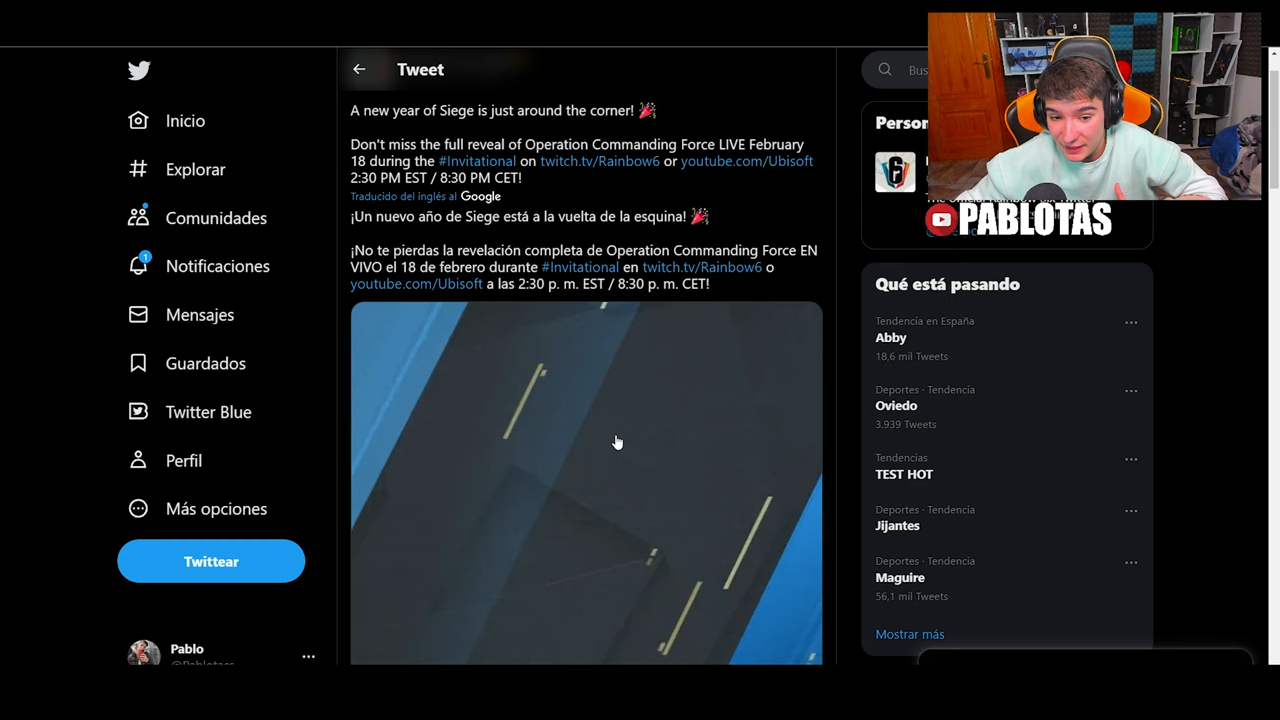 Tweet
Inicio
Explorar
Comunidades
1
Notificaciones
Mensajes
Guardados
Twitter Blue
Perfil
Más opciones
Twittear
Pablo
A new year of Siege is just around the corner! 🎉
Don't miss the full reveal of Operation Commanding Force LIVE February
18 during the #Invitational on twitch.tv/Rainbow6 or youtube.com/Ubisoft
2:30 PM EST / 8:30 PM CET!
Traducido del inglés al Google
¡Un nuevo año de Siege está a la vuelta de la esquina! 🎉
¡No te pierdas la revelación completa de Operation Commanding Force EN
VIVO el 18 de febrero durante #Invitational en twitch.tv/Rainbow6 o
youtube.com/Ubisoft a las 2:30 p. m. EST / 8:30 p. m. CET!
PABLOTAS
Qué está pasando
Tendencia en España
Abby
18,6 mil Tweets
Deportes · Tendencia
Oviedo
3.939 Tweets
Tendencias
TEST HOT
Deportes · Tendencia
Jijantes
Deportes · Tendencia
Maguire
56,1 mil Tweets
Mostrar más